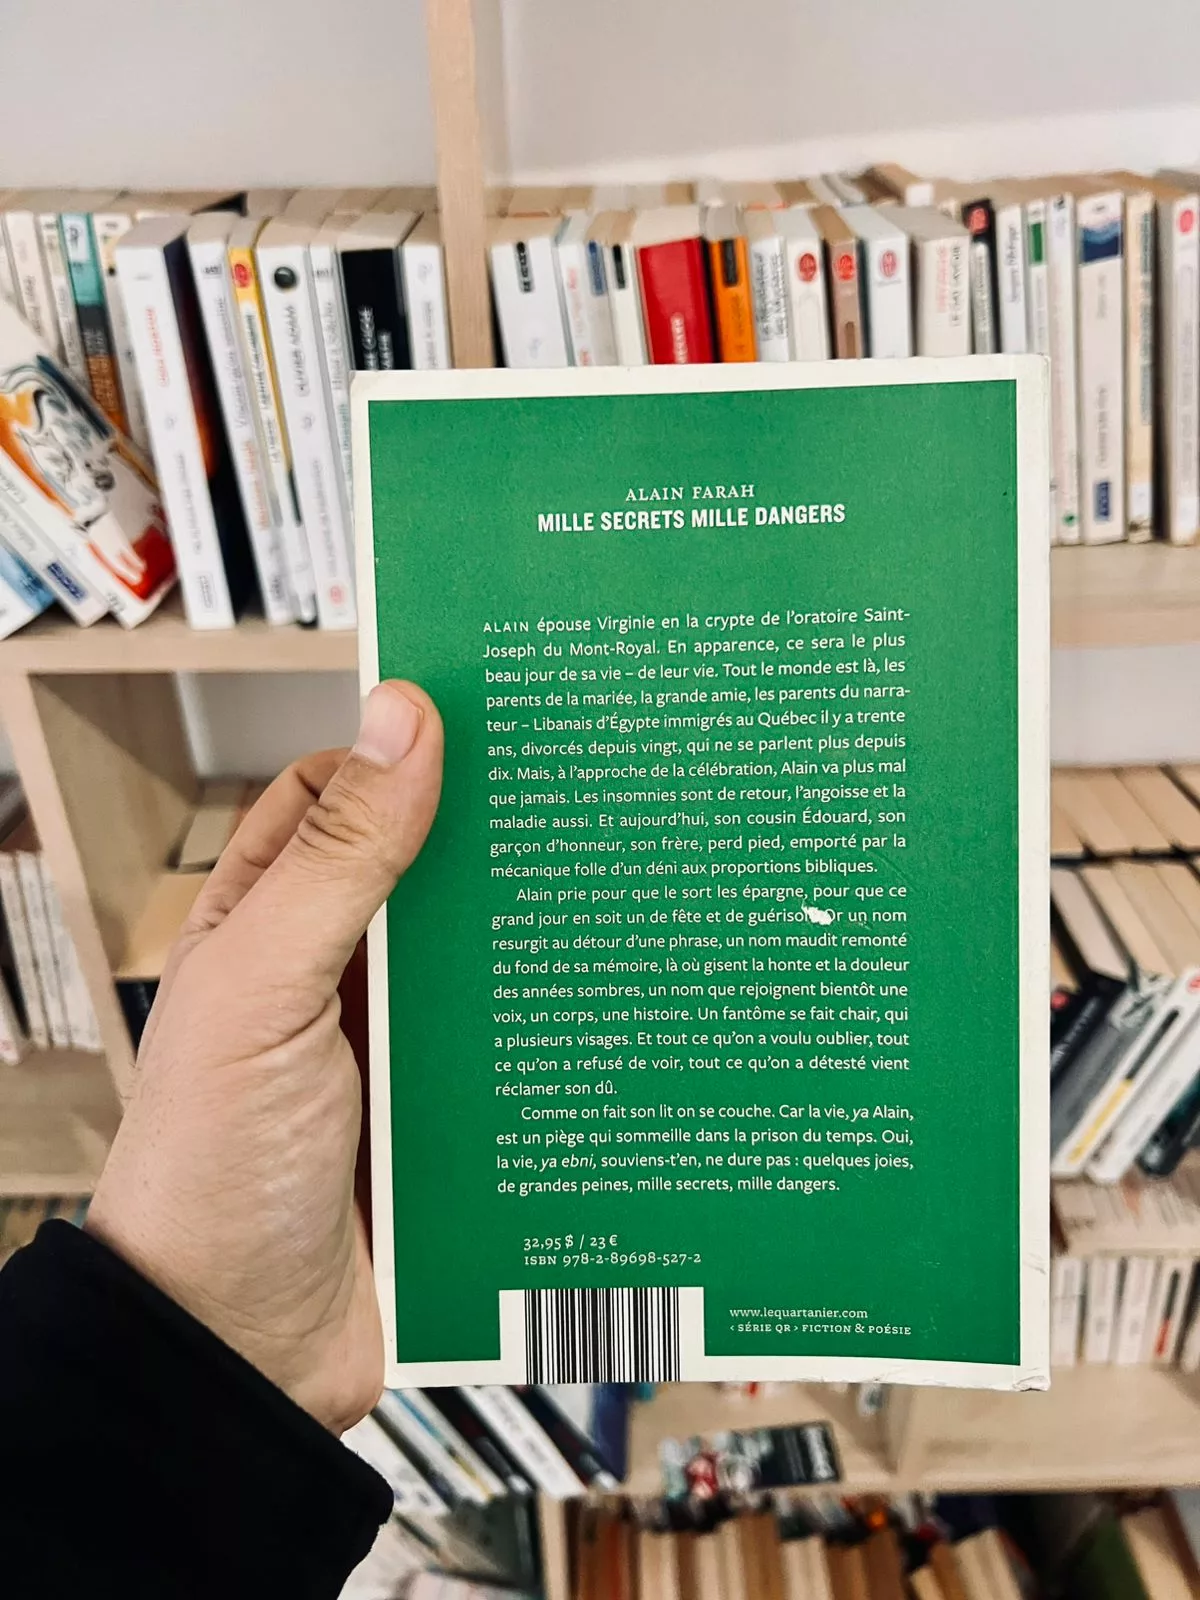 ALAIN FARAH
MILLE SECRETS MILLE DANGERS
ALAIN épouse Virginie en la crypte de l'oratoire Saint-
Joseph du Mont-Royal. En apparence, ce sera le plus
beau jour de sa vie – de leur vie. Tout le monde est là, les
parents de la mariée, la grande amie, les parents du narra-
teur – Libanais d'Égypte immigrés au Québec il y a trente
ans, divorcés depuis vingt, qui ne se parlent plus depuis
dix. Mais, à l'approche de la célébration, Alain va plus mal
que jamais. Les insomnies sont de retour, l'angoisse et la
maladie aussi. Et aujourd'hui, son cousin Édouard, son
garçon d'honneur, son frère, perd pied, emporté par la
mécanique folle d'un déni aux proportions bibliques.
Alain prie pour que le sort les épargne, pour que ce
grand jour en soit un de fête et de guérison. Or un nom
resurgit au détour d'une phrase, un nom maudit remonté
du fond de sa mémoire, là où gisent la honte et la douleur
des années sombres, un nom que rejoignent bientôt une
voix, un corps, une histoire. Un fantôme se fait chair, qui
a plusieurs visages. Et tout ce qu'on a voulu oublier, tout
ce qu'on a refusé de voir, tout ce qu'on a détesté vient
réclamer son dû.
Comme on fait son lit on se couche. Car la vie, ya Alain,
est un piège qui sommeille dans la prison du temps. Oui,
la vie, ya ebni, souviens-t'en, ne dure pas : quelques joies,
de grandes peines, mille secrets, mille dangers.
32,95 $ / 23 €
ISBN 978-2-89698-527-2
www.lequartanier.com
‹ SÉRIE QR › FICTION & POÉSIE